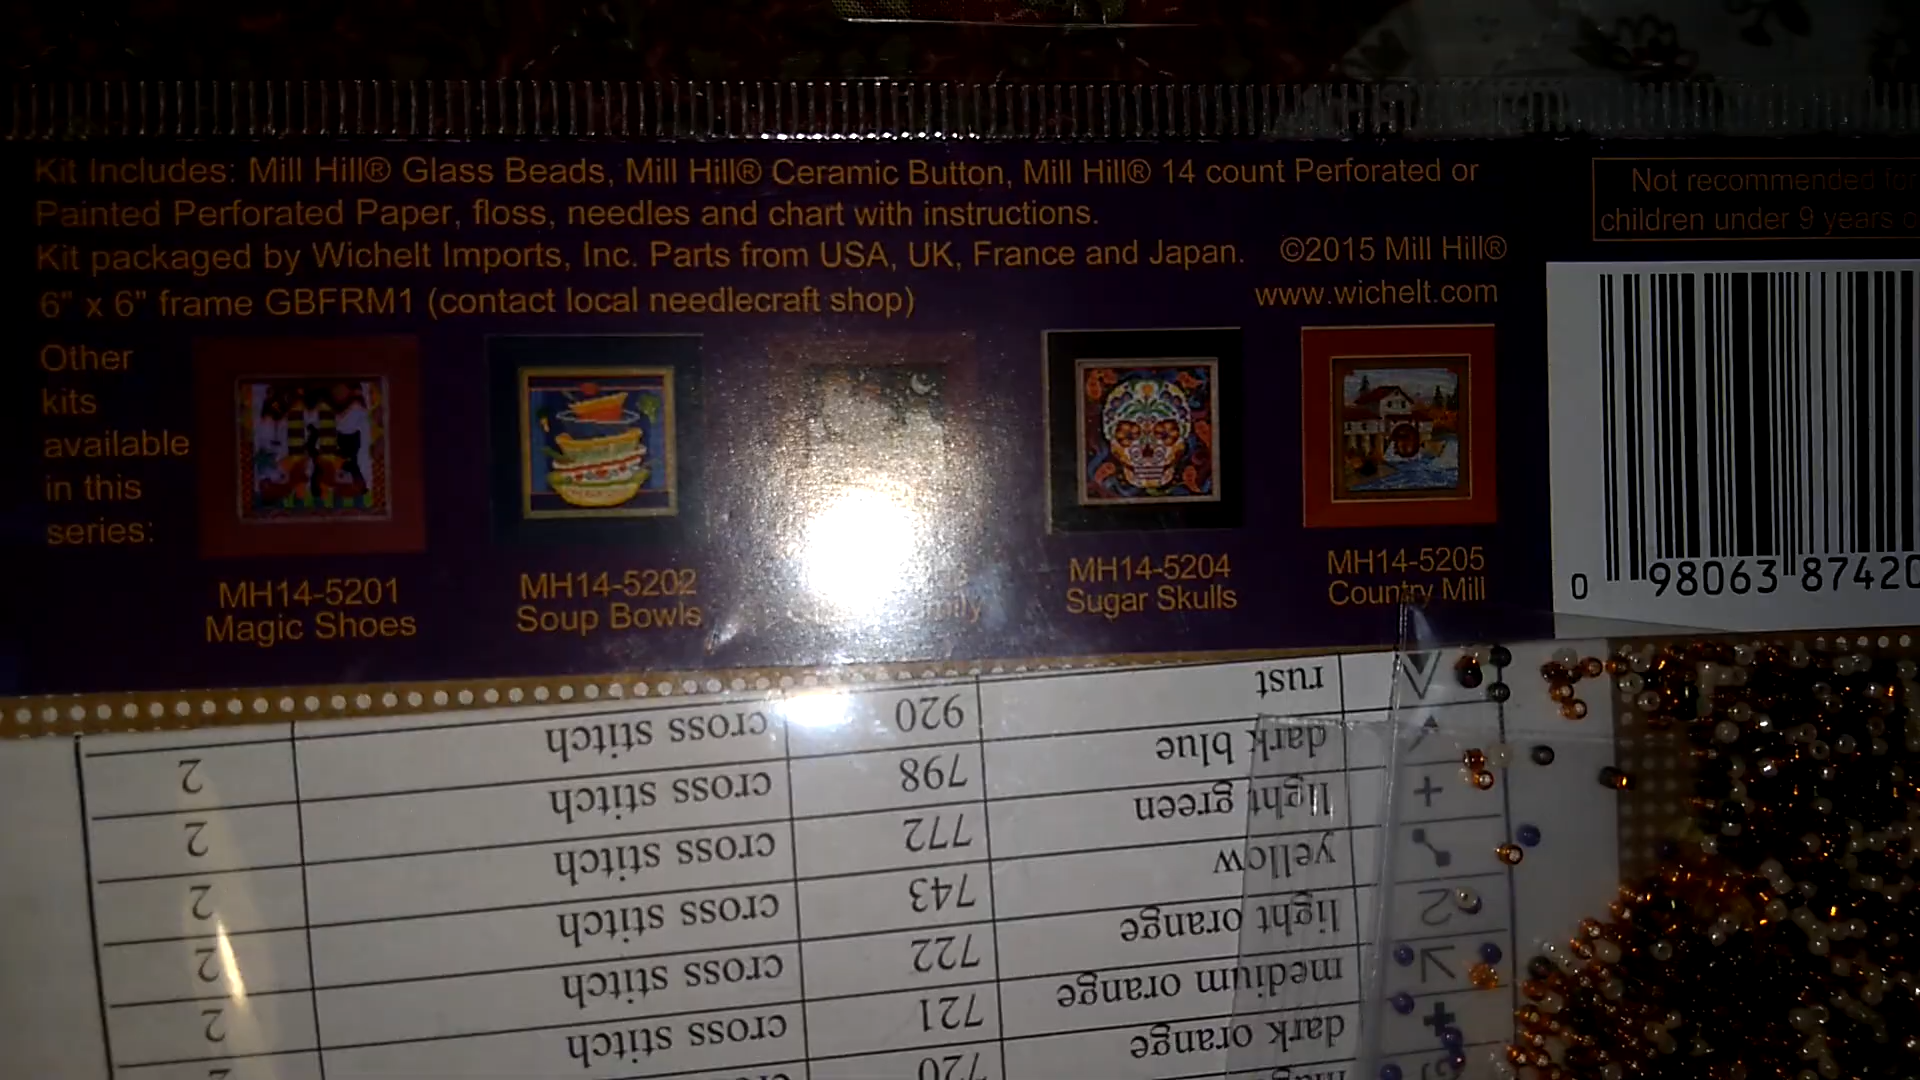 Kit Includes: Mill Hill® Glass Beads, Mill Hill® Ceramic Button, Mill Hill® 14 count Perforated or
Painted Perforated Paper, floss, needles and chart with instructions.
Kit packaged by Wichelt Imports, Inc. Parts from USA, UK, France and Japan. ©2015 Mill Hill®
6" x 6" frame GBFRM1 (contact local needlecraft shop) www.wichelt.com
Not recommended for
children under 9 years
Other
kits
available
in this
series:
MH14-5201
Magic Shoes
MH14-5202
Soup Bowls
MH14-5204
Sugar Skulls
MH14-5205
Country Mill
0 98063 87420
rust 920 cross stitch 2
dark blue 798 cross stitch 2
light green 772 cross stitch 2
yellow 743 cross stitch 2
light orange 722 cross stitch 2
medium orange 721 cross stitch 2
dark orange 720